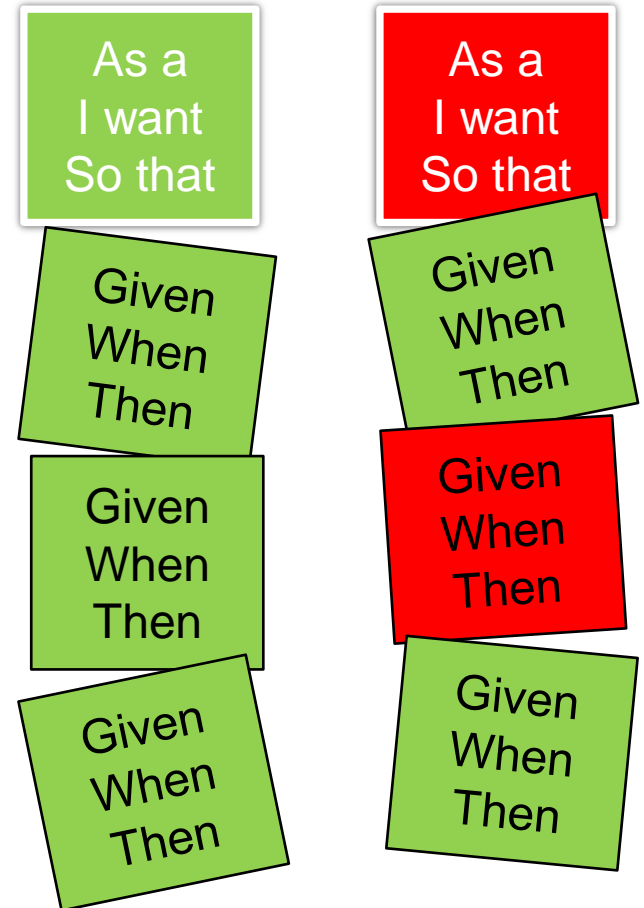 As a
I want
So that
Given
When
Then
Given
When
Then
Given
When
Then
As a
I want
So that
Given
When
Then
Given
When
Then
Given
When
Then